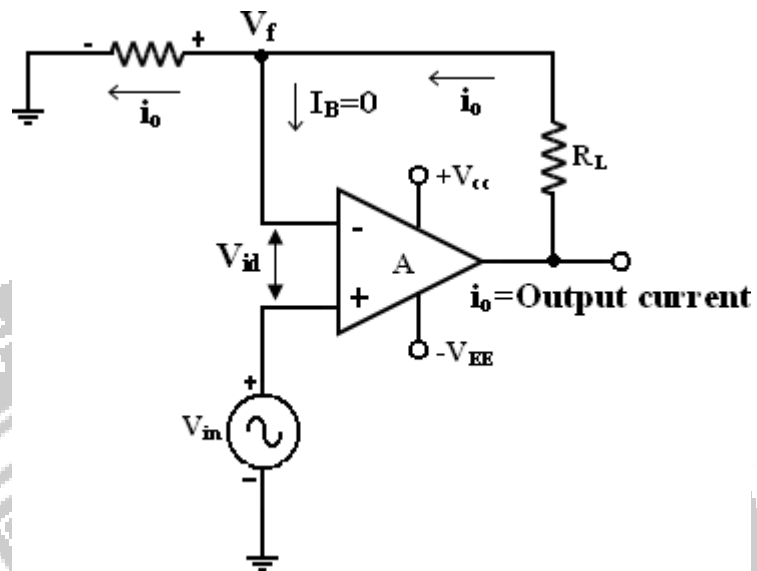 - + V_f
i_o I_B=0 i_o
R_L
+V_cc
V_id - A
+ i_o=Output current
-V_EE
+
V_in
-